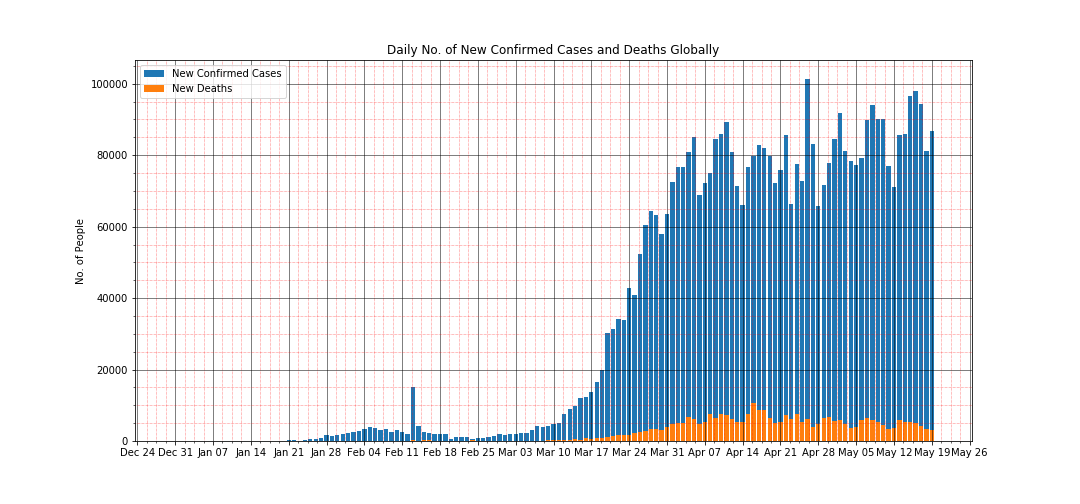 Daily No. of New Confirmed Cases and Deaths Globally
New Confirmed Cases
New Deaths
100000
80000
60000
40000
20000
0
No. of People
Dec 24 Dec 31 Jan 07 Jan 14 Jan 21 Jan 28 Feb 04 Feb 11 Feb 18 Feb 25 Mar 03 Mar 10 Mar 17 Mar 24 Mar 31 Apr 07 Apr 14 Apr 21 Apr 28 May 05 May 12 May 19 May 26